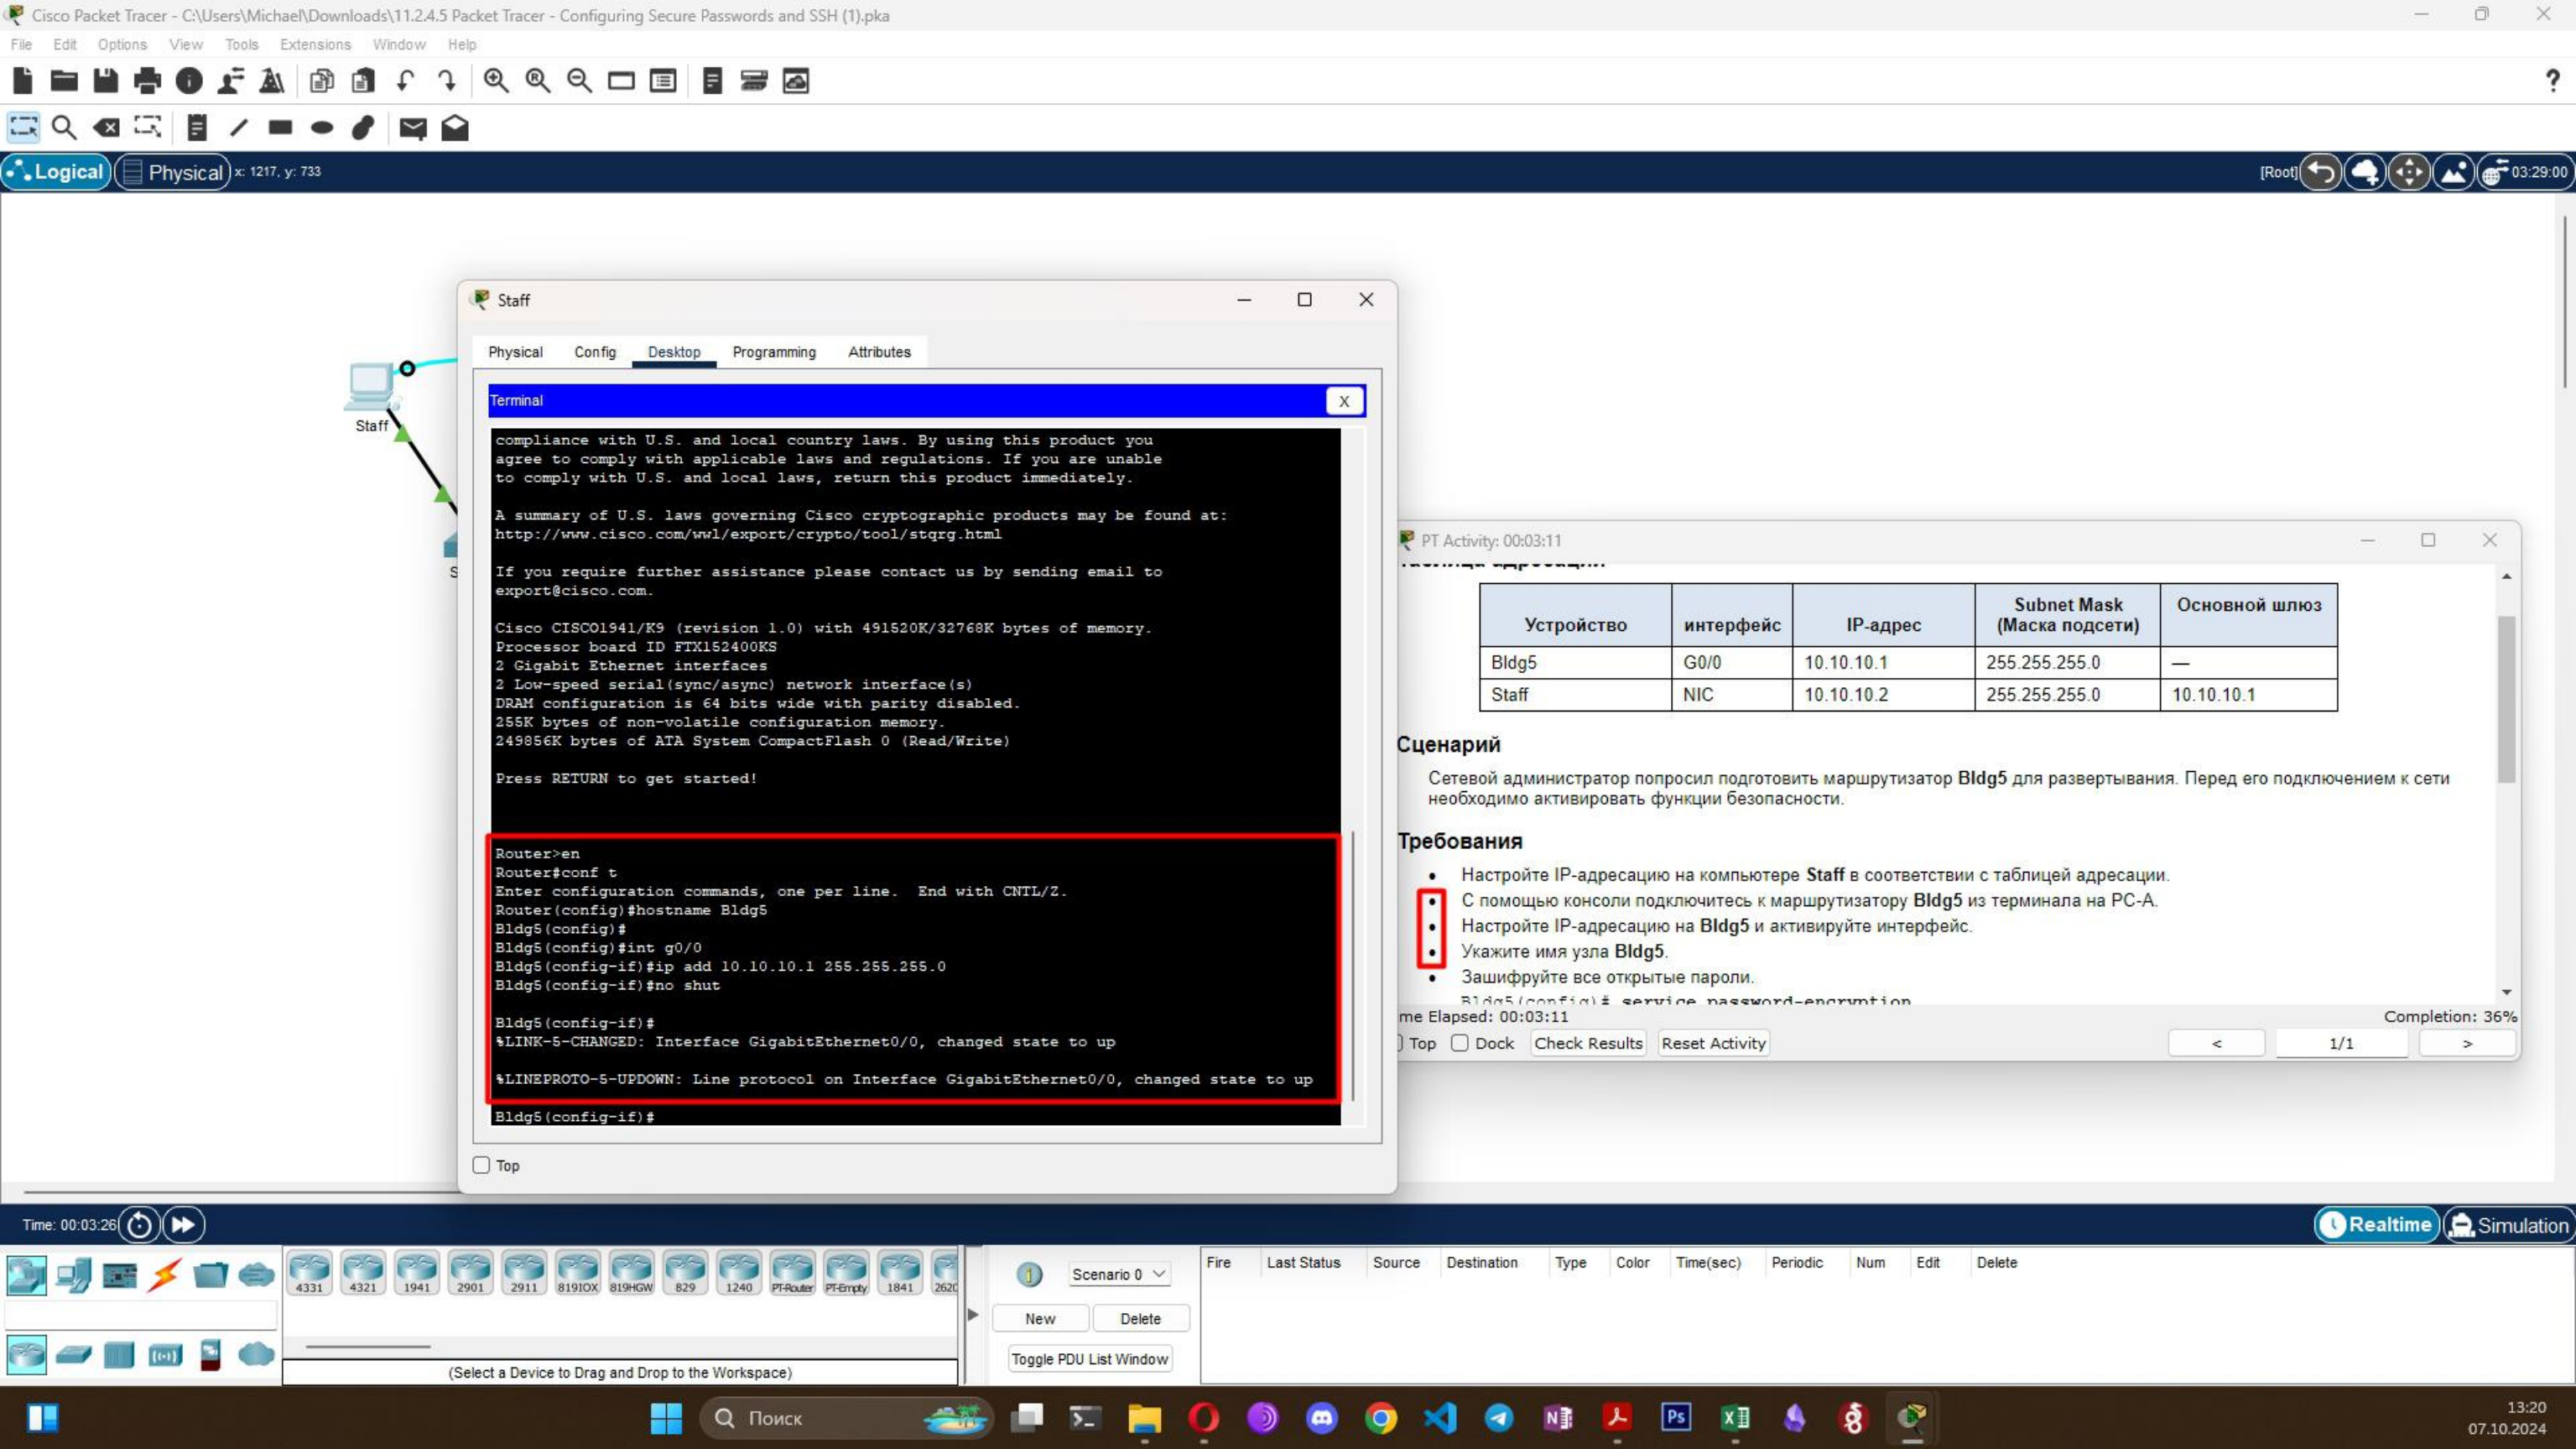 Cisco Packet Tracer - C:\Users\Michael\Downloads\11.2.4.5 Packet Tracer - Configuring Secure Passwords and SSH (1).pka
File Edit Options View Tools Extensions Window Help
?
Logical Physical x: 1217, y: 733
[Root] 03:29:00
Staff
Staff
Physical Config Desktop Programming Attributes
Terminal X
compliance with U.S. and local country laws. By using this product you
agree to comply with applicable laws and regulations. If you are unable
to comply with U.S. and local laws, return this product immediately.
A summary of U.S. laws governing Cisco cryptographic products may be found at:
http://www.cisco.com/wwl/export/crypto/tool/stqrg.html
If you require further assistance please contact us by sending email to
export@cisco.com.
Cisco CISCO1941/K9 (revision 1.0) with 491520K/32768K bytes of memory.
Processor board ID FTX152400KS
2 Gigabit Ethernet interfaces
2 Low-speed serial(sync/async) network interface(s)
DRAM configuration is 64 bits wide with parity disabled.
255K bytes of non-volatile configuration memory.
249856K bytes of ATA System CompactFlash 0 (Read/Write)
Press RETURN to get started!
Router>en
Router#conf t
Enter configuration commands, one per line.  End with CNTL/Z.
Router(config)#hostname Bldg5
Bldg5(config)#
Bldg5(config)#int g0/0
Bldg5(config-if)#ip add 10.10.10.1 255.255.255.0
Bldg5(config-if)#no shut
Bldg5(config-if)#
%LINK-5-CHANGED: Interface GigabitEthernet0/0, changed state to up
%LINEPROTO-5-UPDOWN: Line protocol on Interface GigabitEthernet0/0, changed state to up
Bldg5(config-if)#
Top
PT Activity: 00:03:11
Таблица адресации
Устройство интерфейс IP-адрес Subnet Mask (Маска подсети) Основной шлюз
Bldg5 G0/0 10.10.10.1 255.255.255.0 —
Staff NIC 10.10.10.2 255.255.255.0 10.10.10.1
Сценарий
Сетевой администратор попросил подготовить маршрутизатор Bldg5 для развертывания. Перед его подключением к сети
необходимо активировать функции безопасности.
Требования
• Настройте IP-адресацию на компьютере Staff в соответствии с таблицей адресации.
• С помощью консоли подключитесь к маршрутизатору Bldg5 из терминала на PC-A.
• Настройте IP-адресацию на Bldg5 и активируйте интерфейс.
• Укажите имя узла Bldg5.
• Зашифруйте все открытые пароли.
Bldg5(config)# service password-encryption
me Elapsed: 00:03:11 Completion: 36%
Top Dock Check Results Reset Activity < 1/1 >
Time: 00:03:26 Realtime Simulation
4331 4321 1941 2901 2911 819IOX 819HGW 829 1240 PT-Router PT-Empty 1841
(Select a Device to Drag and Drop to the Workspace)
Scenario 0
New Delete
Toggle PDU List Window
Fire Last Status Source Destination Type Color Time(sec) Periodic Num Edit Delete
Поиск
13:20
07.10.2024